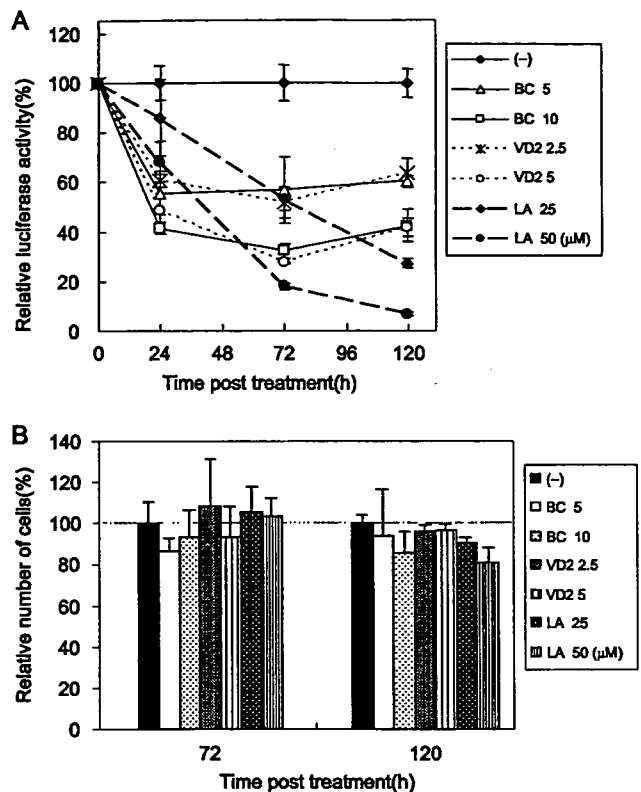 A
Relative luciferase activity(%)
120
100
80
60
40
20
0
0 24 48 72 96 120
Time post treatment(h)
(−)
BC 5
BC 10
VD2 2.5
VD2 5
LA 25
LA 50 (μM)
B
Relative number of cells(%)
140
120
100
80
60
40
20
0
72 120
Time post treatment(h)
(−)
BC 5
BC 10
VD2 2.5
VD2 5
LA 25
LA 50 (μM)